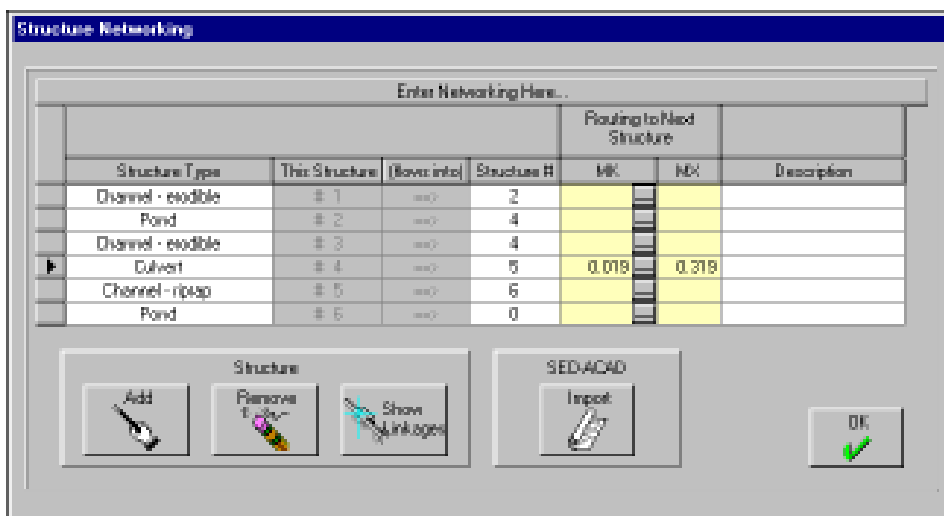 Structure Networking
Enter Networking Here...
Routing to Next
Structure
Structure Type This Structure (flows into) Structure # MK MX Description
Channel - erodible # 1 ==> 2
Pond # 2 ==> 4
Channel - erodible # 3 ==> 4
Culvert # 4 ==> 5 0.019 0.319
Channel - riprap # 5 ==> 6
Pond # 6 ==> 0
Structure
Add
Remove
Show
Linkages
SEDACAD
Import
OK